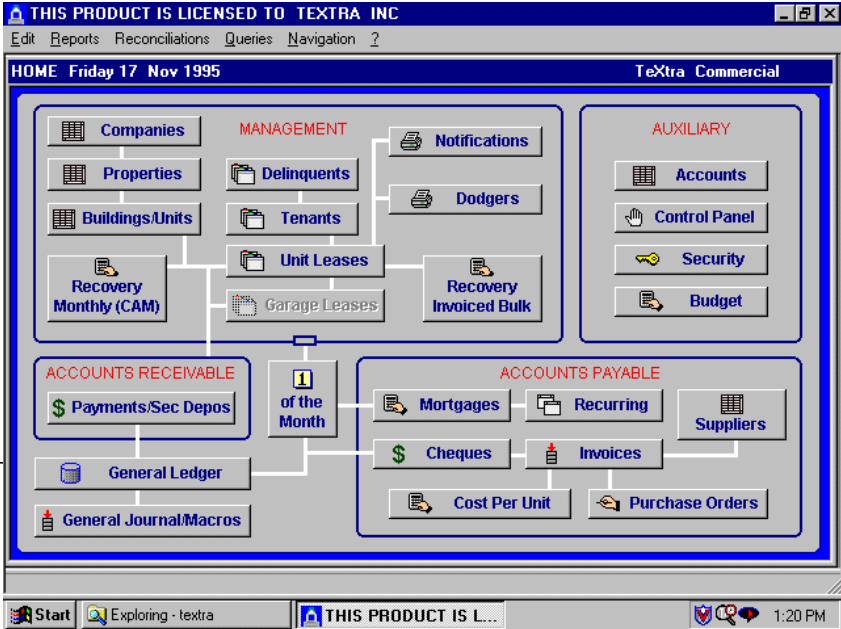 THIS PRODUCT IS LICENSED TO TEXTRA INC
Edit Reports Reconciliations Queries Navigation ?
HOME Friday 17 Nov 1995 TeXtra Commercial
MANAGEMENT
Companies
Properties
Buildings/Units
Recovery
Monthly (CAM)
Delinquents
Tenants
Unit Leases
Garage Leases
Notifications
Dodgers
Recovery
Invoiced Bulk
AUXILIARY
Accounts
Control Panel
Security
Budget
ACCOUNTS RECEIVABLE
$ Payments/Sec Depos
General Ledger
General Journal/Macros
1
of the
Month
ACCOUNTS PAYABLE
Mortgages
Recurring
Suppliers
$ Cheques
Invoices
Cost Per Unit
Purchase Orders
Start
Exploring - textra
THIS PRODUCT IS L...
1:20 PM